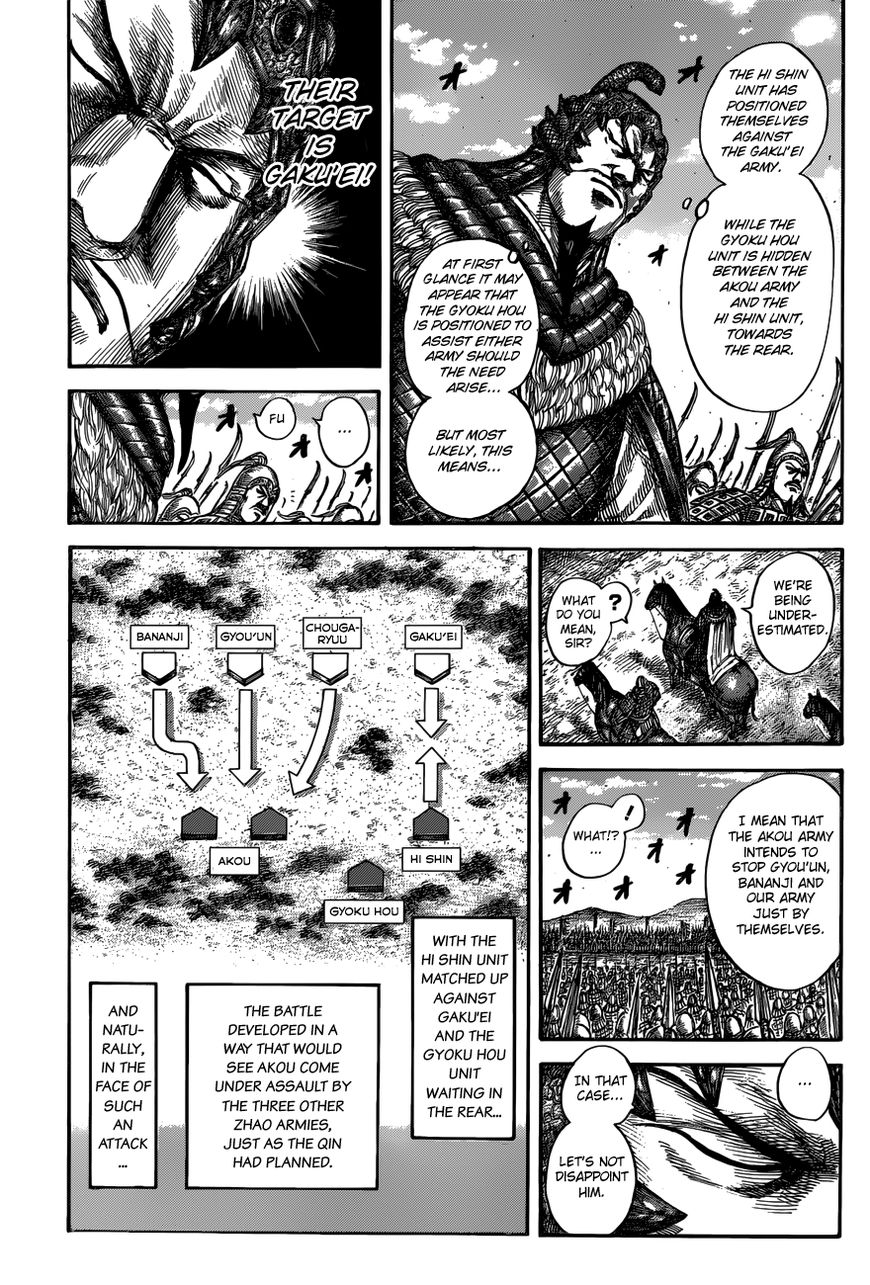 THE HI SHIN
UNIT HAS
POSITIONED
THEMSELVES
AGAINST
THE GAKU'EI
ARMY.
WHILE THE
GYOKU HOU
UNIT IS HIDDEN
BETWEEN THE
AKOU ARMY
AND THE
HI SHIN UNIT,
TOWARDS
THE REAR.
AT FIRST
GLANCE IT MAY
APPEAR THAT
THE GYOKU HOU
IS POSITIONED TO
ASSIST EITHER
ARMY SHOULD
THE NEED
ARISE...
BUT MOST
LIKELY, THIS
MEANS...
THEIR
TARGET
IS
GAKU'EI!
...
FU
...
WE'RE
BEING
UNDER-
ESTIMATED.
?
WHAT
DO YOU
MEAN,
SIR?
I MEAN THAT
THE AKOU ARMY
INTENDS TO
STOP GYOU'UN,
BANANJI AND
OUR ARMY
JUST BY
THEMSELVES.
!
WHAT!?
...
...
IN THAT
CASE...
LET'S NOT
DISAPPOINT
HIM.
BANANJI
GYOU'UN
CHOUGA-
RYUU
GAKU'EI
AKOU
HI SHIN
GYOKU HOU
WITH THE
HI SHIN UNIT
MATCHED UP
AGAINST
GAKU'EI
AND THE
GYOKU HOU
UNIT
WAITING IN
THE REAR...
THE BATTLE
DEVELOPED IN A
WAY THAT WOULD
SEE AKOU COME
UNDER ASSAULT BY
THE THREE OTHER
ZHAO ARMIES,
JUST AS THE QIN
HAD PLANNED.
AND
NATU-
RALLY,
IN THE
FACE OF
SUCH
AN
ATTACK
...